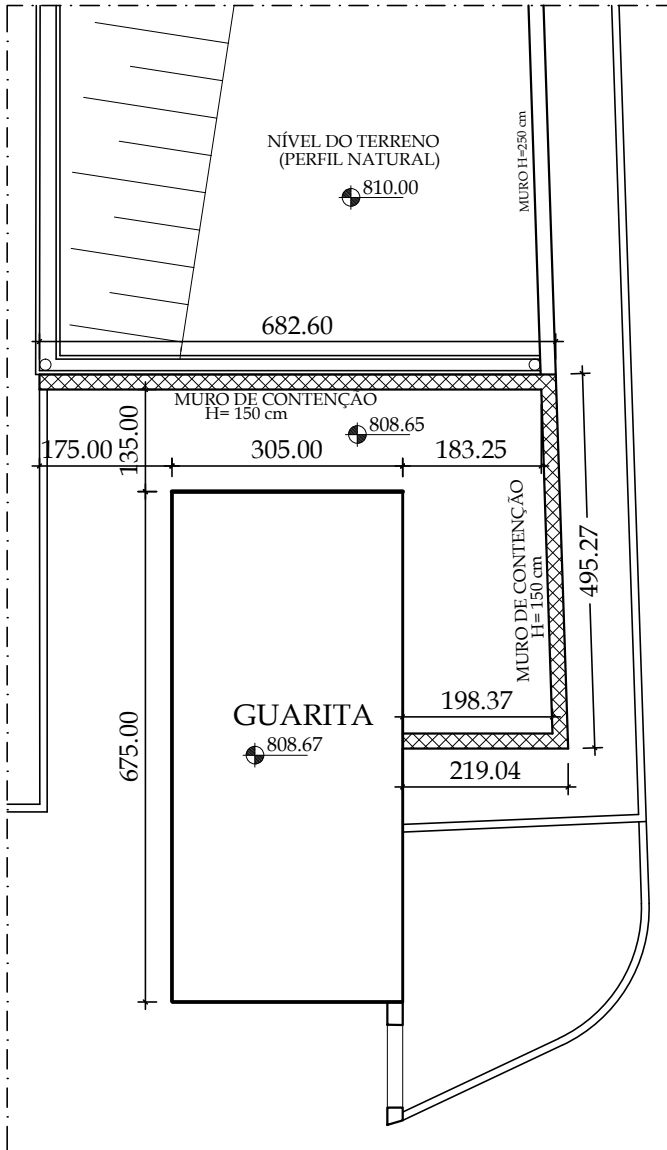 NÍVEL DO TERRENO
(PERFIL NATURAL)
810.00
MURO H=250 cm
682.60
MURO DE CONTENÇÃO
H= 150 cm
808.65
175.00
135.00
305.00
183.25
MURO DE CONTENÇÃO
H= 150 cm
495.27
GUARITA
808.67
198.37
219.04
675.00